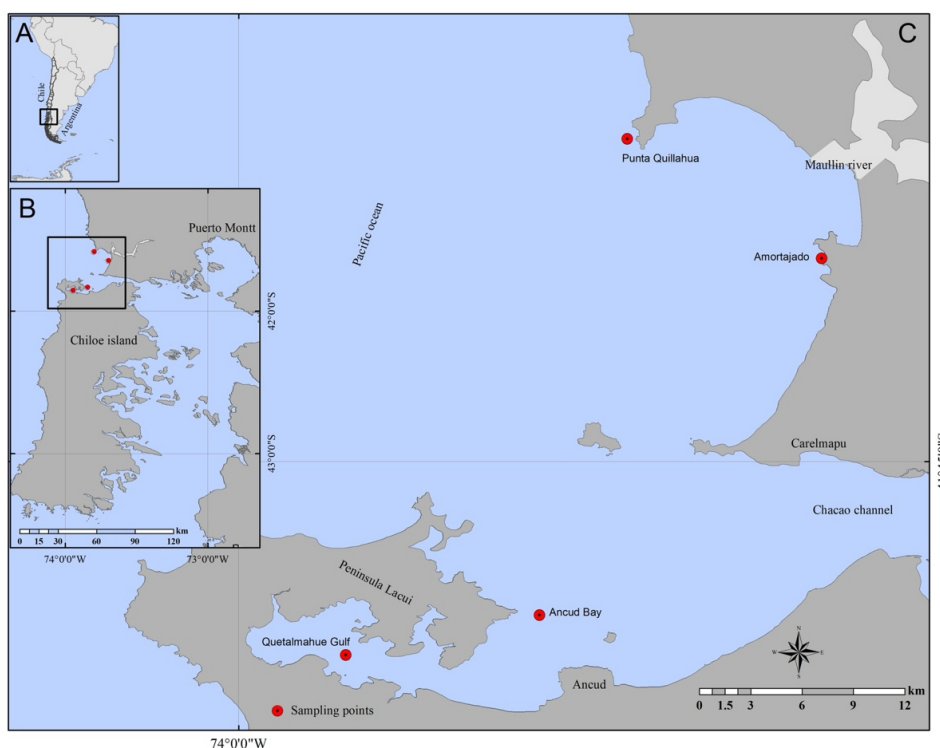 A
Chile
Argentina
B
Puerto Montt
Chiloe island
42°0'0"S
43°0'0"S
km
0 15 30 60 90 120
74°0'0"W
73°0'0"W
C
Punta Quillahua
Maullin river
Pacific ocean
Amortajado
Carelmapu
Chacao channel
Peninsula Lacui
Ancud Bay
Quetalmahue Gulf
Ancud
N
W E
S
km
0 1.5 3 6 9 12
Sampling points
74°0'0"W